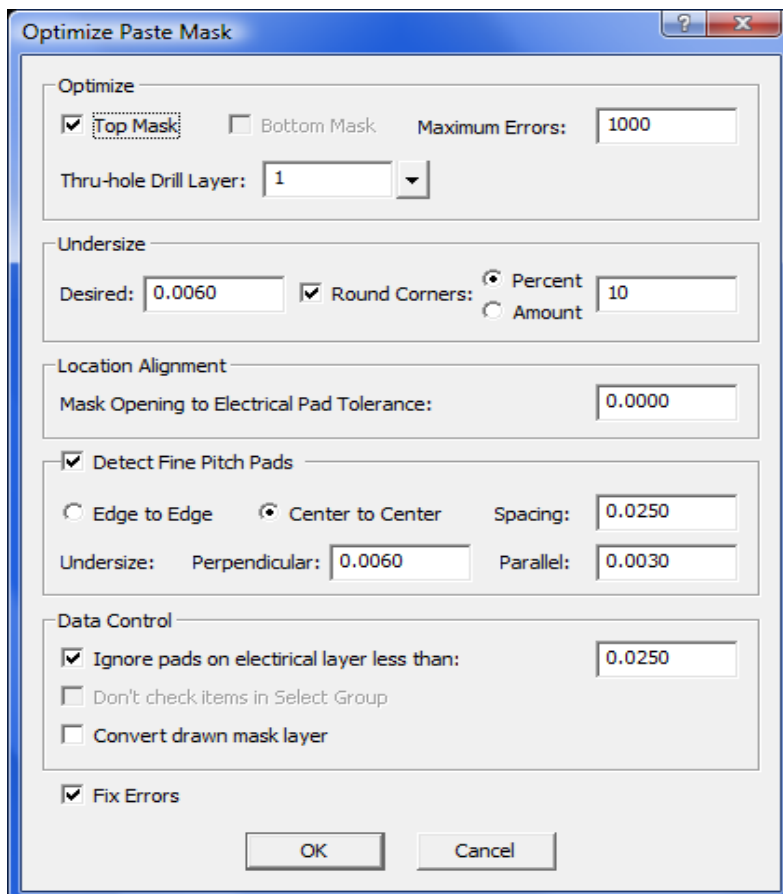 Optimize Paste Mask
Optimize
Top Mask Bottom Mask Maximum Errors: 1000
Thru-hole Drill Layer: 1
Undersize
Desired: 0.0060 Round Corners: Percent 10
Amount
Location Alignment
Mask Opening to Electrical Pad Tolerance: 0.0000
Detect Fine Pitch Pads
Edge to Edge Center to Center Spacing: 0.0250
Undersize: Perpendicular: 0.0060 Parallel: 0.0030
Data Control
Ignore pads on electrical layer less than: 0.0250
Don't check items in Select Group
Convert drawn mask layer
Fix Errors
OK Cancel